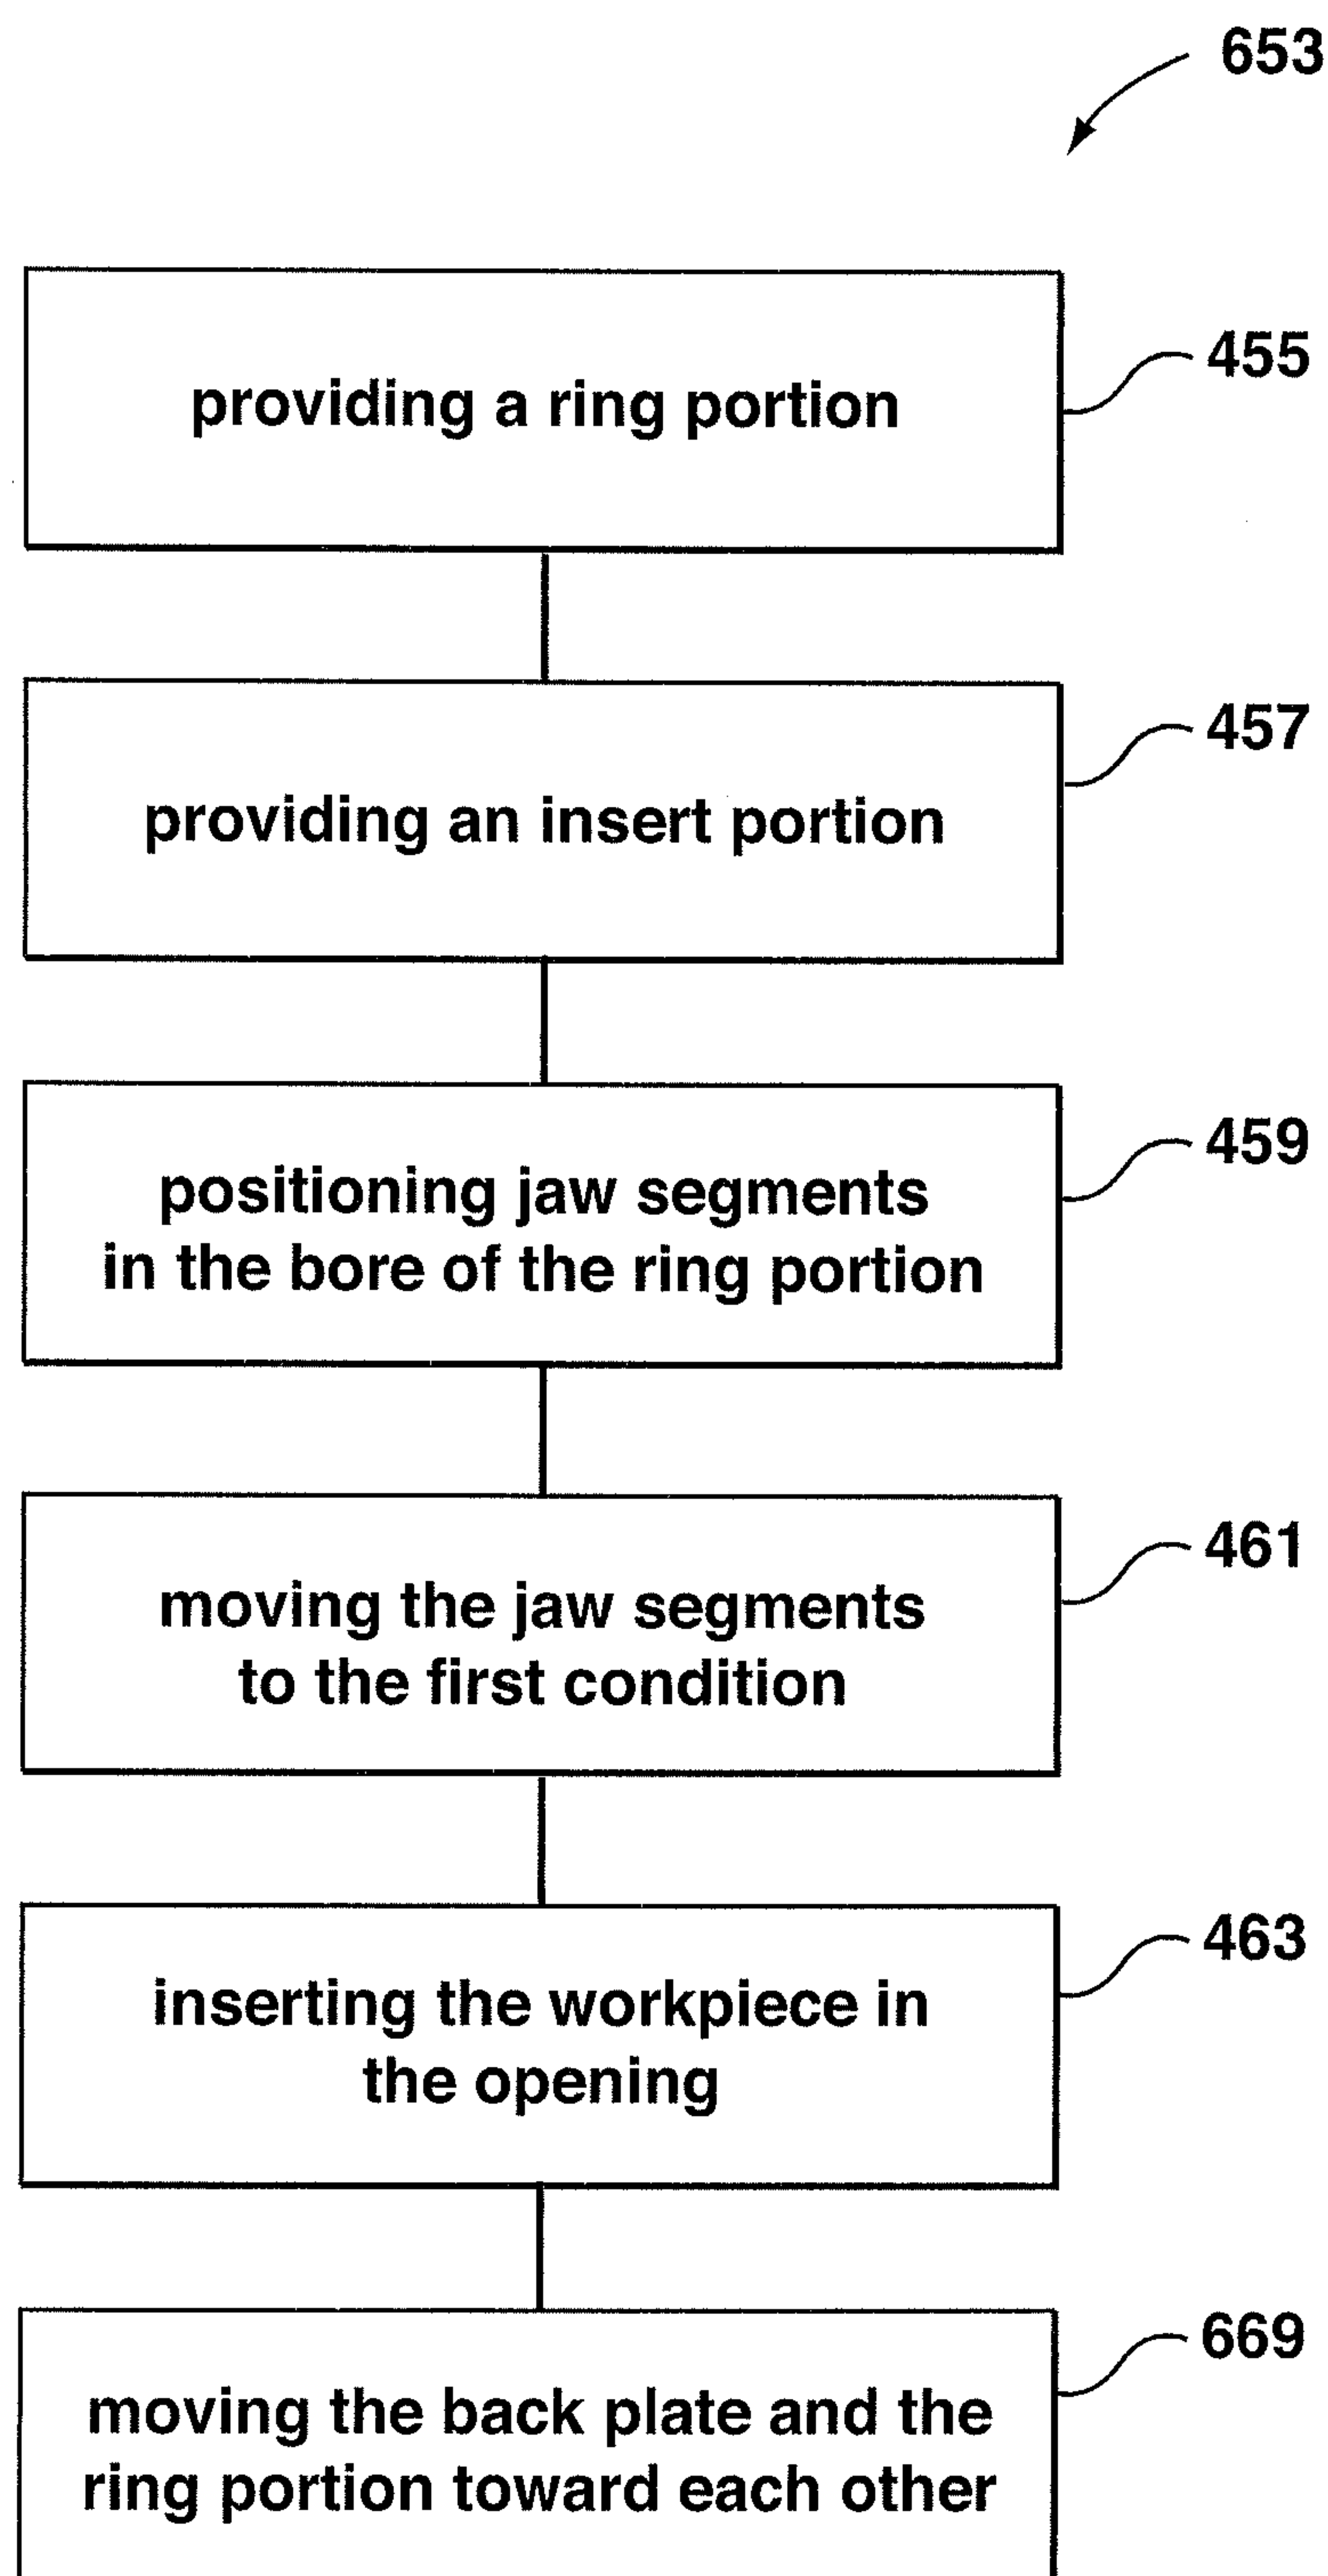 653
providing a ring portion
455
providing an insert portion
457
positioning jaw segments
in the bore of the ring portion
459
moving the jaw segments
to the first condition
461
inserting the workpiece in
the opening
463
moving the back plate and the
ring portion toward each other
669